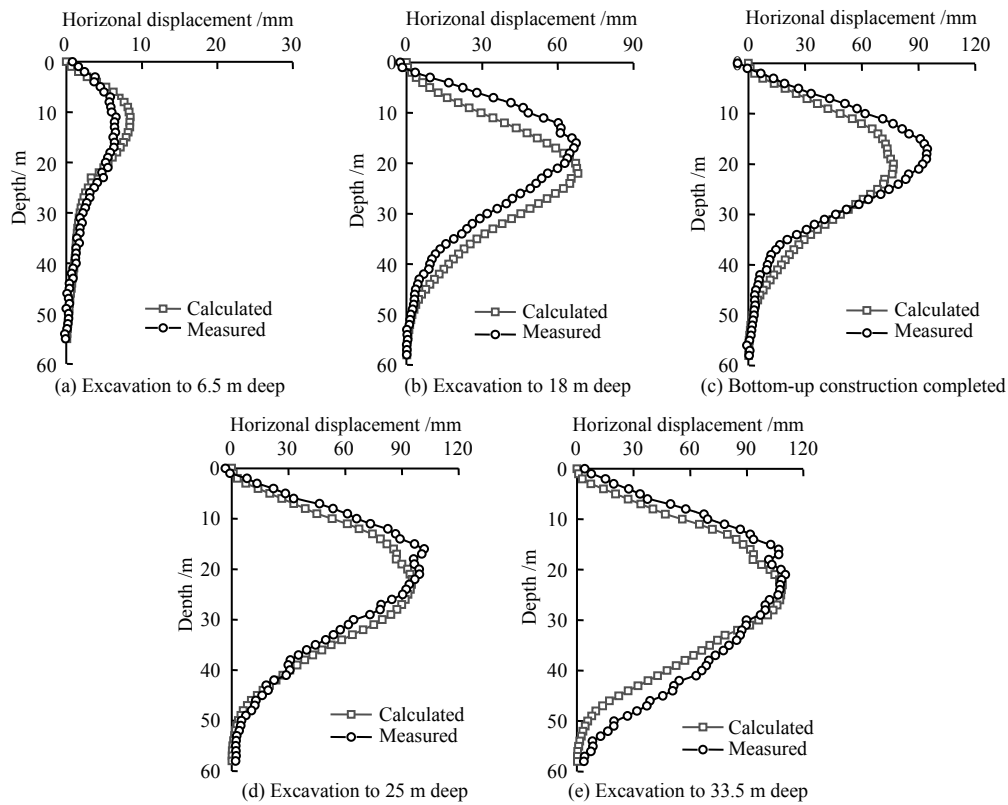 Horizonal displacement /mm
0 10 20 30
0
10
20
30
40
50
60
Depth/ m
Calculated
Measured
(a) Excavation to 6.5 m deep
Horizonal displacement /mm
0 30 60 90
0
10
20
30
40
50
60
Depth /m
Calculated
Measured
(b) Excavation to 18 m deep
Horizonal displacement /mm
0 30 60 90 120
0
10
20
30
40
50
60
Depth /m
Calculated
Measured
(c) Bottom-up construction completed
Horizonal displacement /mm
0 30 60 90 120
0
10
20
30
40
50
60
Depth /m
Calculated
Measured
(d) Excavation to 25 m deep
Horizonal displacement /mm
0 30 60 90 120
0
10
20
30
40
50
60
Depth /m
Calculated
Measured
(e) Excavation to 33.5 m deep